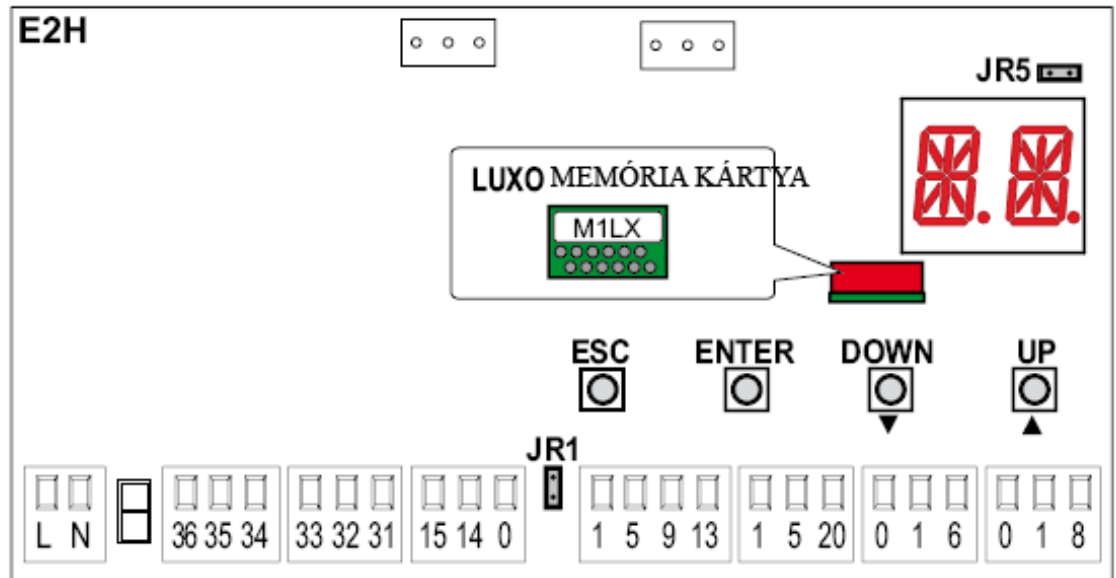 E2H
JR5
LUXO MEMÓRIA KÁRTYA
M1LX
ESC ENTER DOWN UP
JR1
L N 36 35 34 33 32 31 15 14 0 1 5 9 13 1 5 20 0 1 6 0 1 8